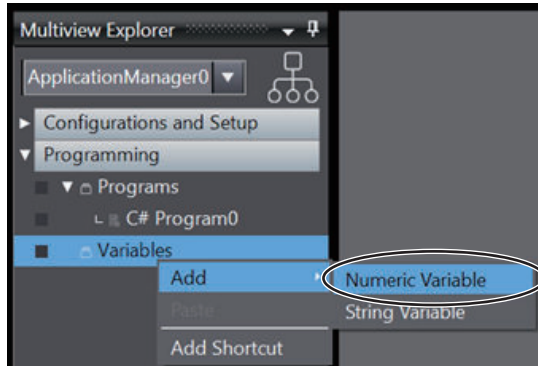 Multiview Explorer
ApplicationManager0
Configurations and Setup
Programming
Programs
C# Program0
Variables
Add
Numeric Variable
Paste
String Variable
Add Shortcut